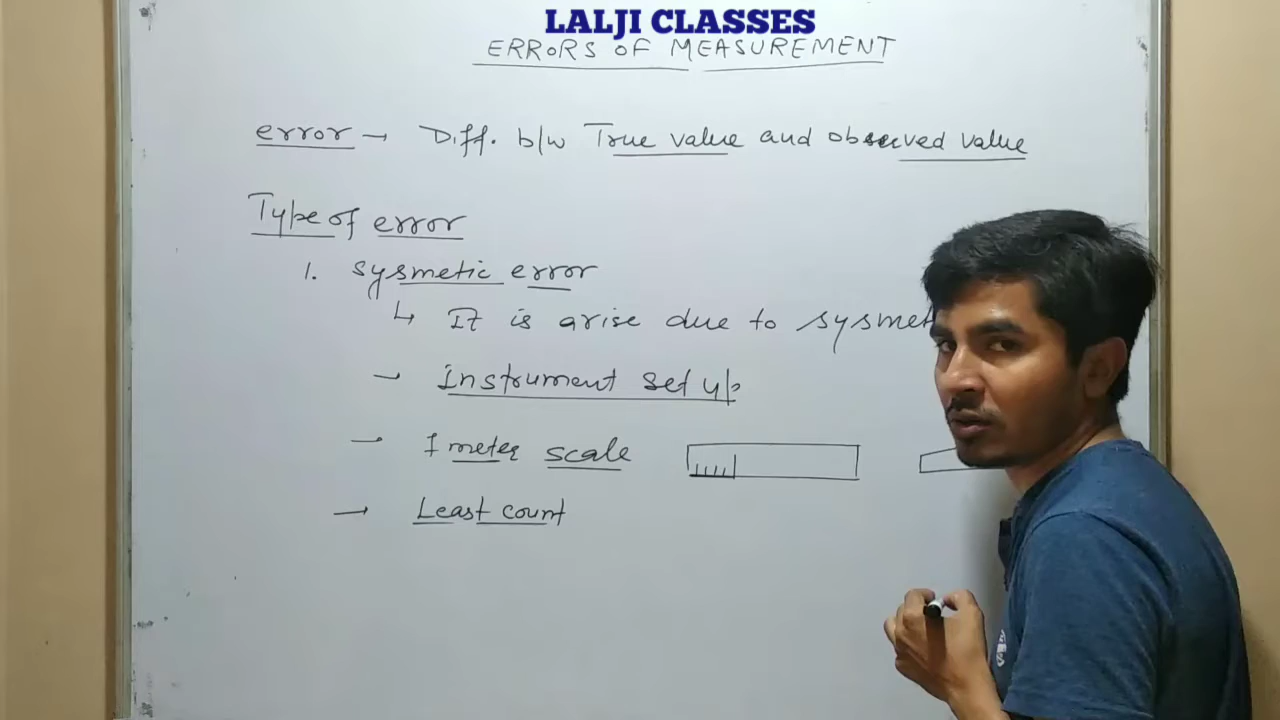 LALJI CLASSES
ERRORS OF MEASUREMENT
error → Diff. b/w True value and observed value
Type of error
1. sysmetic error
↳ It is arise due to sysmet
→ Instrument set up
→ 1 meter scale
→ Least count